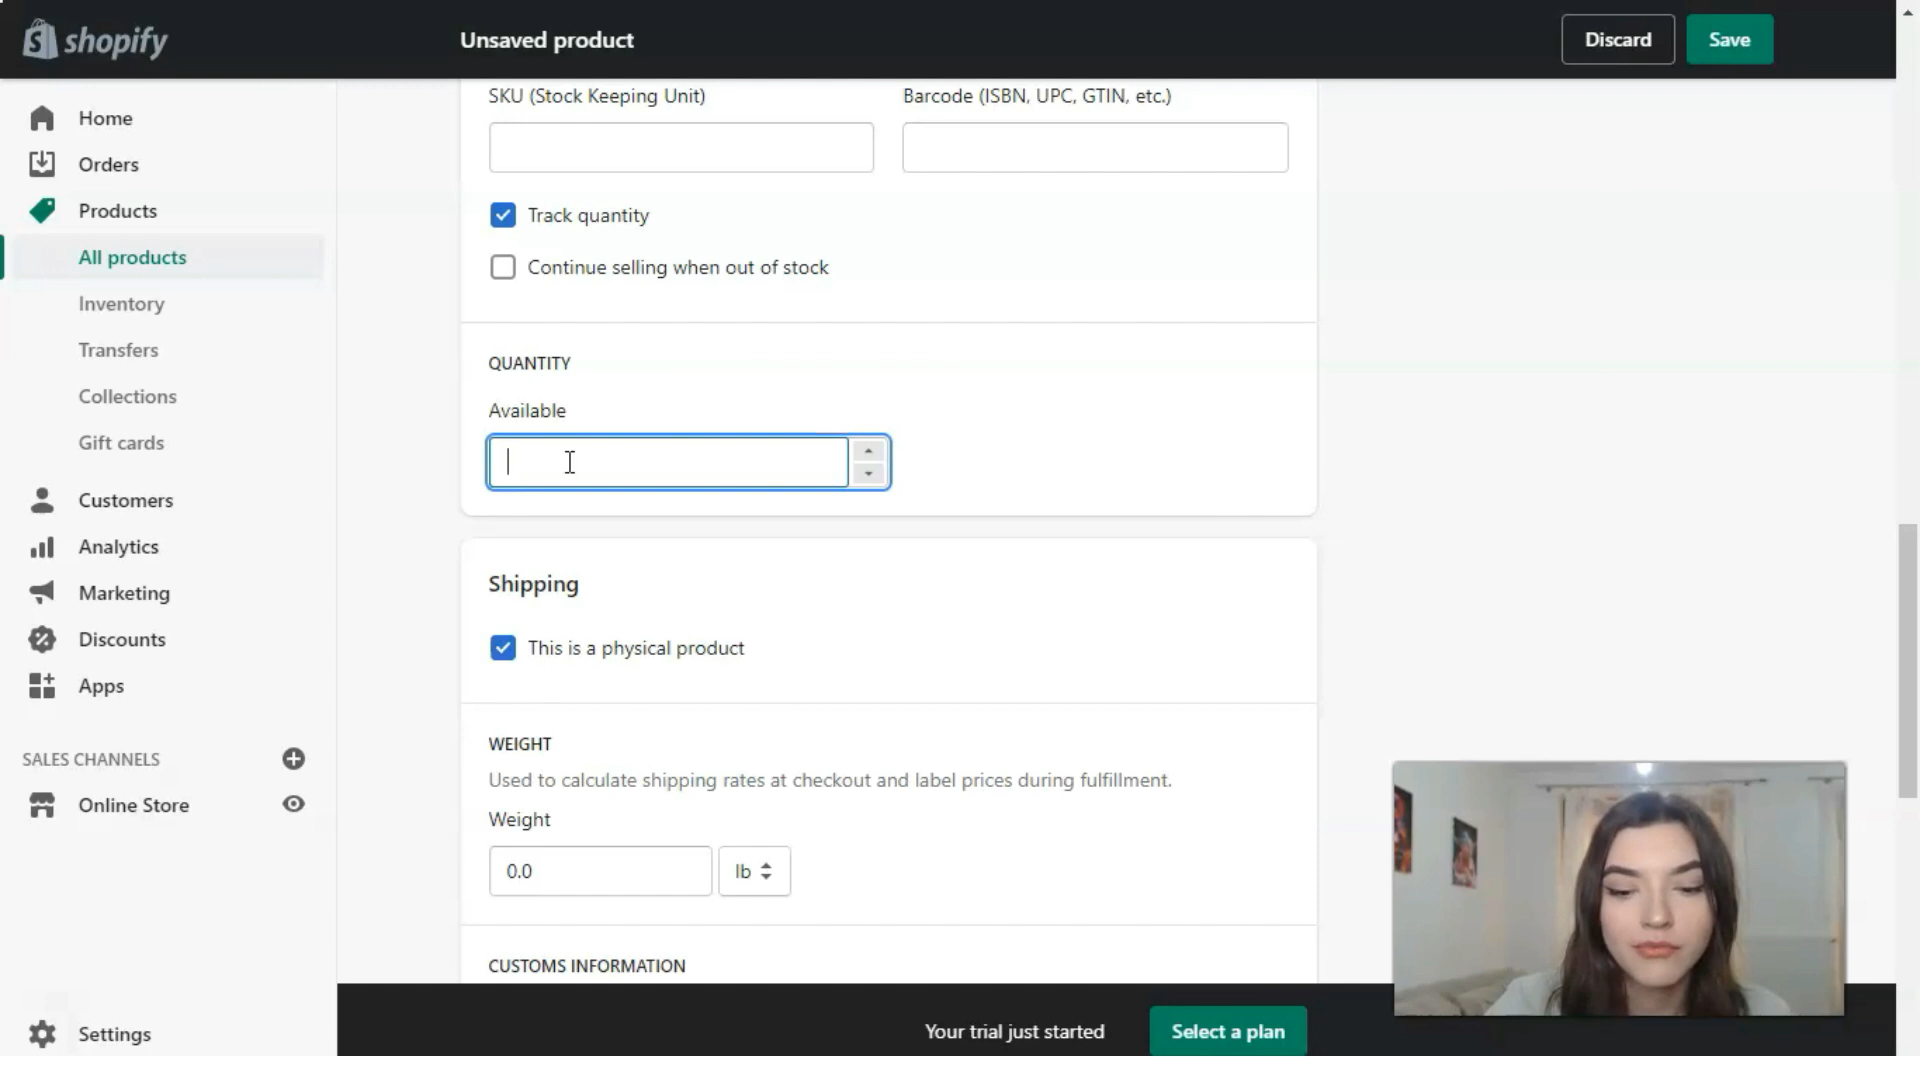 shopify
Unsaved product
Discard
Save
Home
Orders
Products
All products
Inventory
Transfers
Collections
Gift cards
Customers
Analytics
Marketing
Discounts
Apps
SALES CHANNELS
Online Store
Settings
SKU (Stock Keeping Unit)
Barcode (ISBN, UPC, GTIN, etc.)
Track quantity
Continue selling when out of stock
QUANTITY
Available
Shipping
This is a physical product
WEIGHT
Used to calculate shipping rates at checkout and label prices during fulfillment.
Weight
0.0
lb
CUSTOMS INFORMATION
Your trial just started
Select a plan